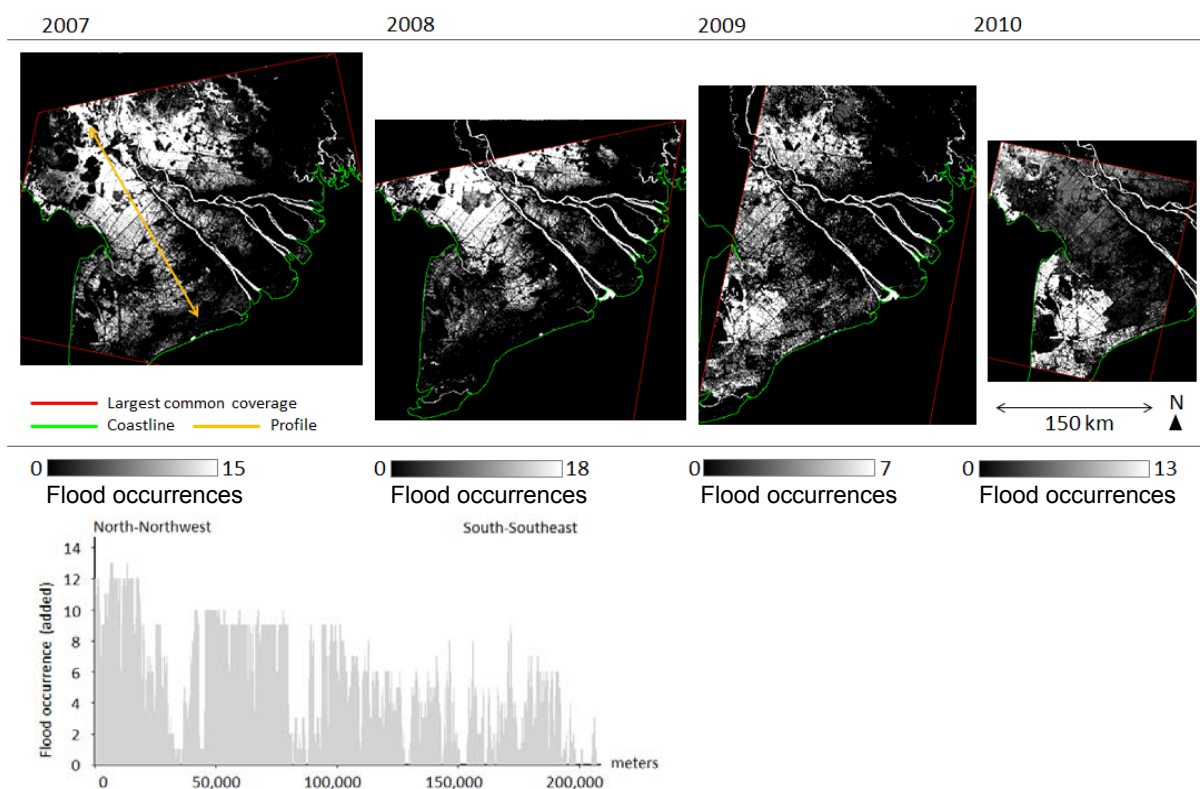 2007 2008 2009 2010
Largest common coverage
Coastline Profile
150 km
N
0 15 0 18 0 7 0 13
Flood occurrences Flood occurrences Flood occurrences Flood occurrences
North-Northwest South-Southeast
Flood occurrence (added)
14
12
10
8
6
4
2
0
meters
0 50,000 100,000 150,000 200,000